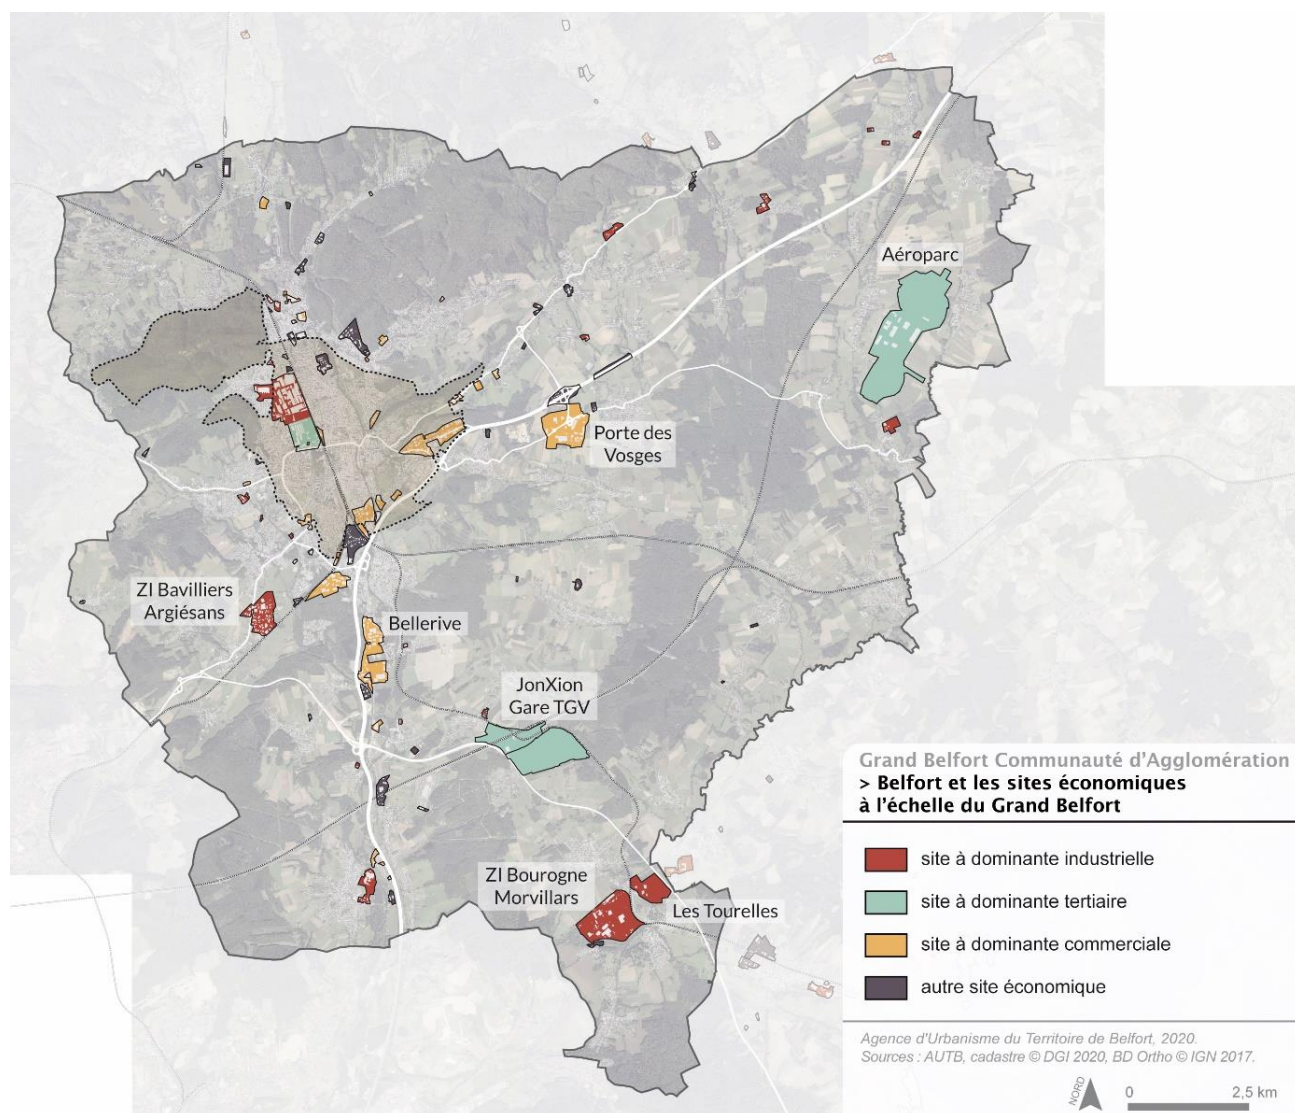 Aéroparc
Porte des
Vosges
ZI Bavilliers
Argiésans
Bellerive
JonXion
Gare TGV
ZI Bourogne
Morvillars
Les Tourelles
Grand Belfort Communauté d'Agglomération
> Belfort et les sites économiques
à l'échelle du Grand Belfort
site à dominante industrielle
site à dominante tertiaire
site à dominante commerciale
autre site économique
Agence d'Urbanisme du Territoire de Belfort, 2020.
Sources : AUTB, cadastre © DGI 2020, BD Ortho © IGN 2017.
NORD
0 2,5 km